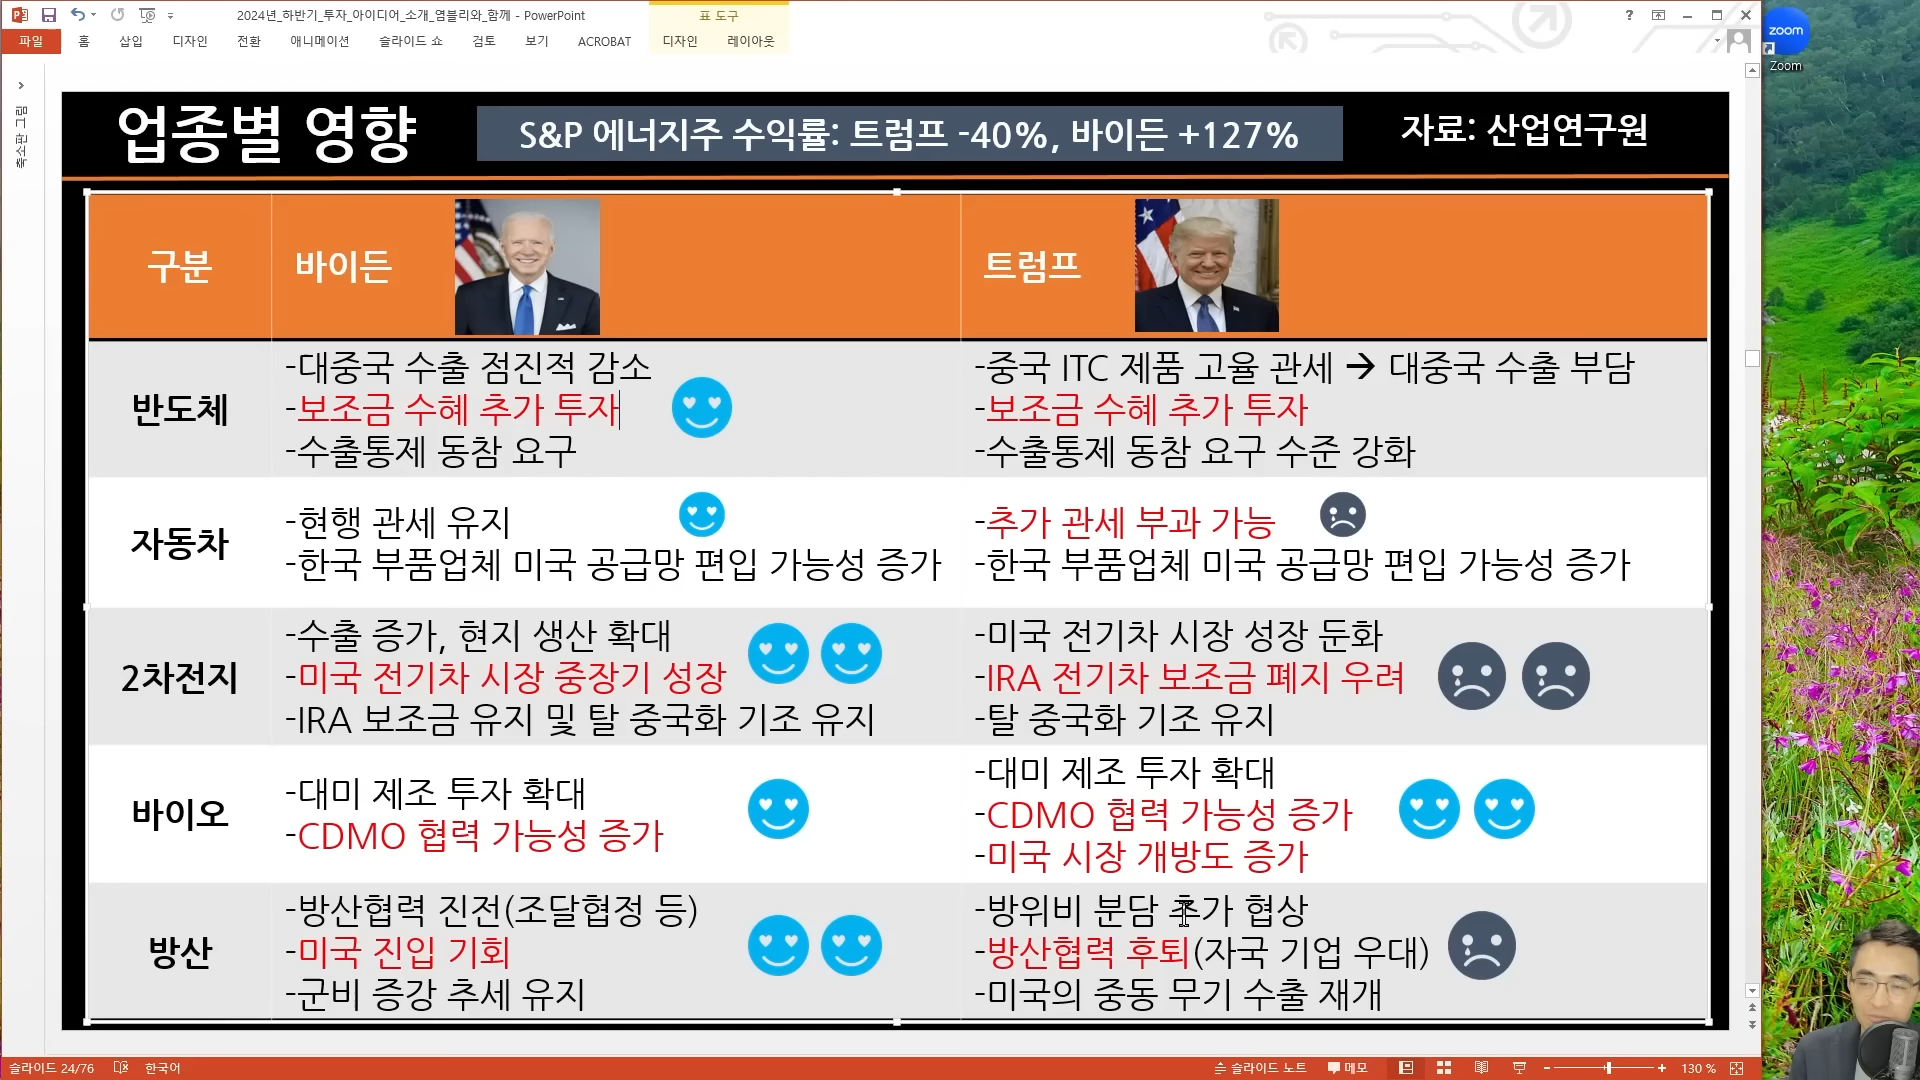 2024년_하반기_투자_아이디어_소개_염블리와_함께 - PowerPoint
표 도구
파일 홈 삽입 디자인 전환 애니메이션 슬라이드 쇼 검토 보기 ACROBAT 디자인 레이아웃
zoom
Zoom
축소판 그림
업종별 영향
S&P 에너지주 수익률: 트럼프 -40%, 바이든 +127%
자료: 산업연구원
구분 바이든 트럼프
반도체
-대중국 수출 점진적 감소
-보조금 수혜 추가 투자
-수출통제 동참 요구
-중국 ITC 제품 고율 관세 → 대중국 수출 부담
-보조금 수혜 추가 투자
-수출통제 동참 요구 수준 강화
자동차
-현행 관세 유지
-한국 부품업체 미국 공급망 편입 가능성 증가
-추가 관세 부과 가능
-한국 부품업체 미국 공급망 편입 가능성 증가
2차전지
-수출 증가, 현지 생산 확대
-미국 전기차 시장 중장기 성장
-IRA 보조금 유지 및 탈 중국화 기조 유지
-미국 전기차 시장 성장 둔화
-IRA 전기차 보조금 폐지 우려
-탈 중국화 기조 유지
바이오
-대미 제조 투자 확대
-CDMO 협력 가능성 증가
-대미 제조 투자 확대
-CDMO 협력 가능성 증가
-미국 시장 개방도 증가
방산
-방산협력 진전(조달협정 등)
-미국 진입 기회
-군비 증강 추세 유지
-방위비 분담 추가 협상
-방산협력 후퇴(자국 기업 우대)
-미국의 중동 무기 수출 재개
슬라이드 24/76 한국어 슬라이드 노트 메모 130 %